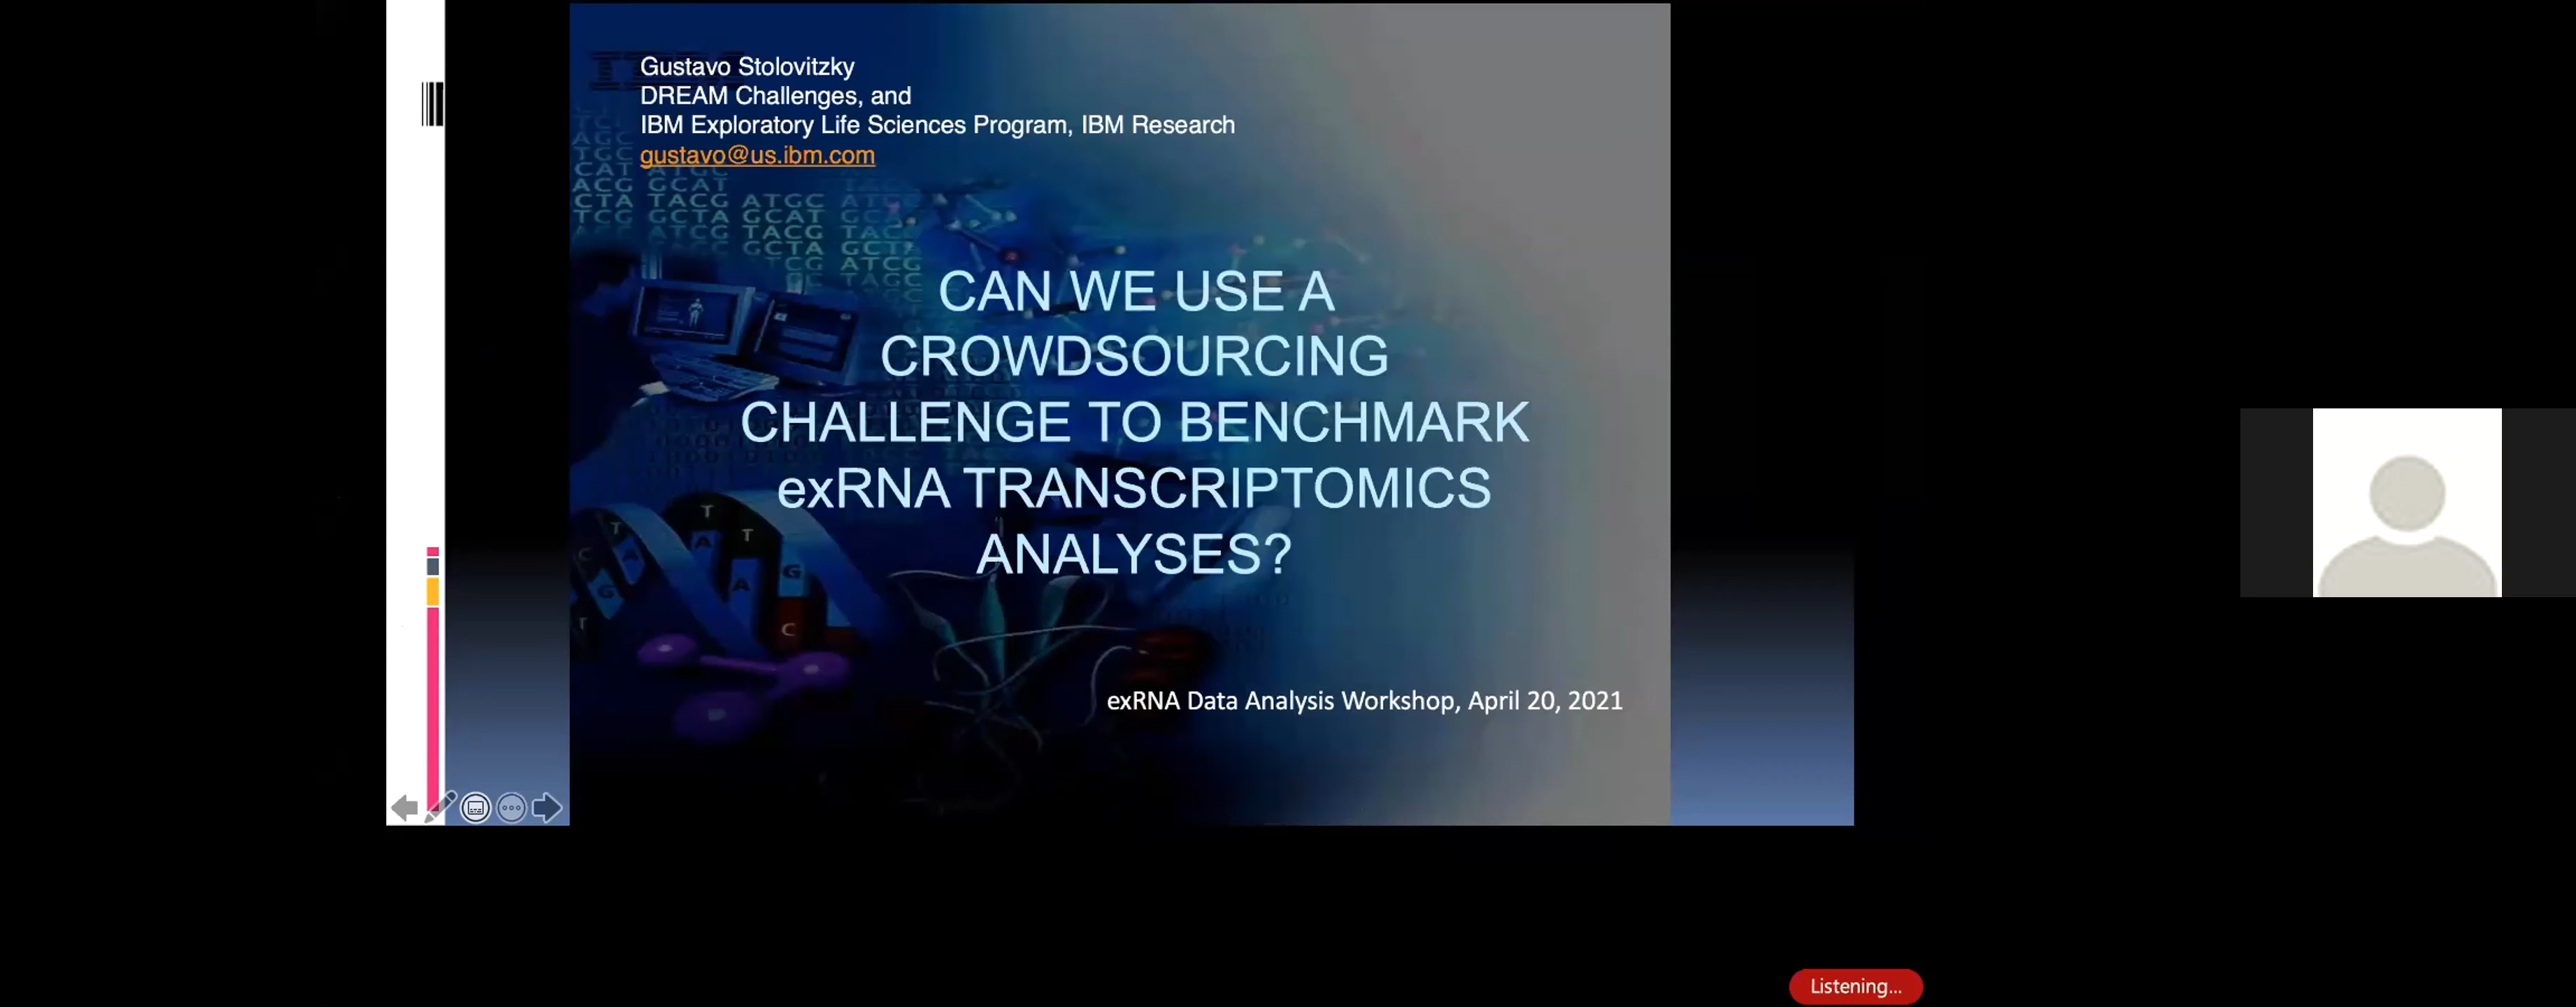 Gustavo Stolovitzky
DREAM Challenges, and
IBM Exploratory Life Sciences Program, IBM Research
gustavo@us.ibm.com
CAN WE USE A
CROWDSOURCING
CHALLENGE TO BENCHMARK
exRNA TRANSCRIPTOMICS
ANALYSES?
exRNA Data Analysis Workshop, April 20, 2021
Listening...